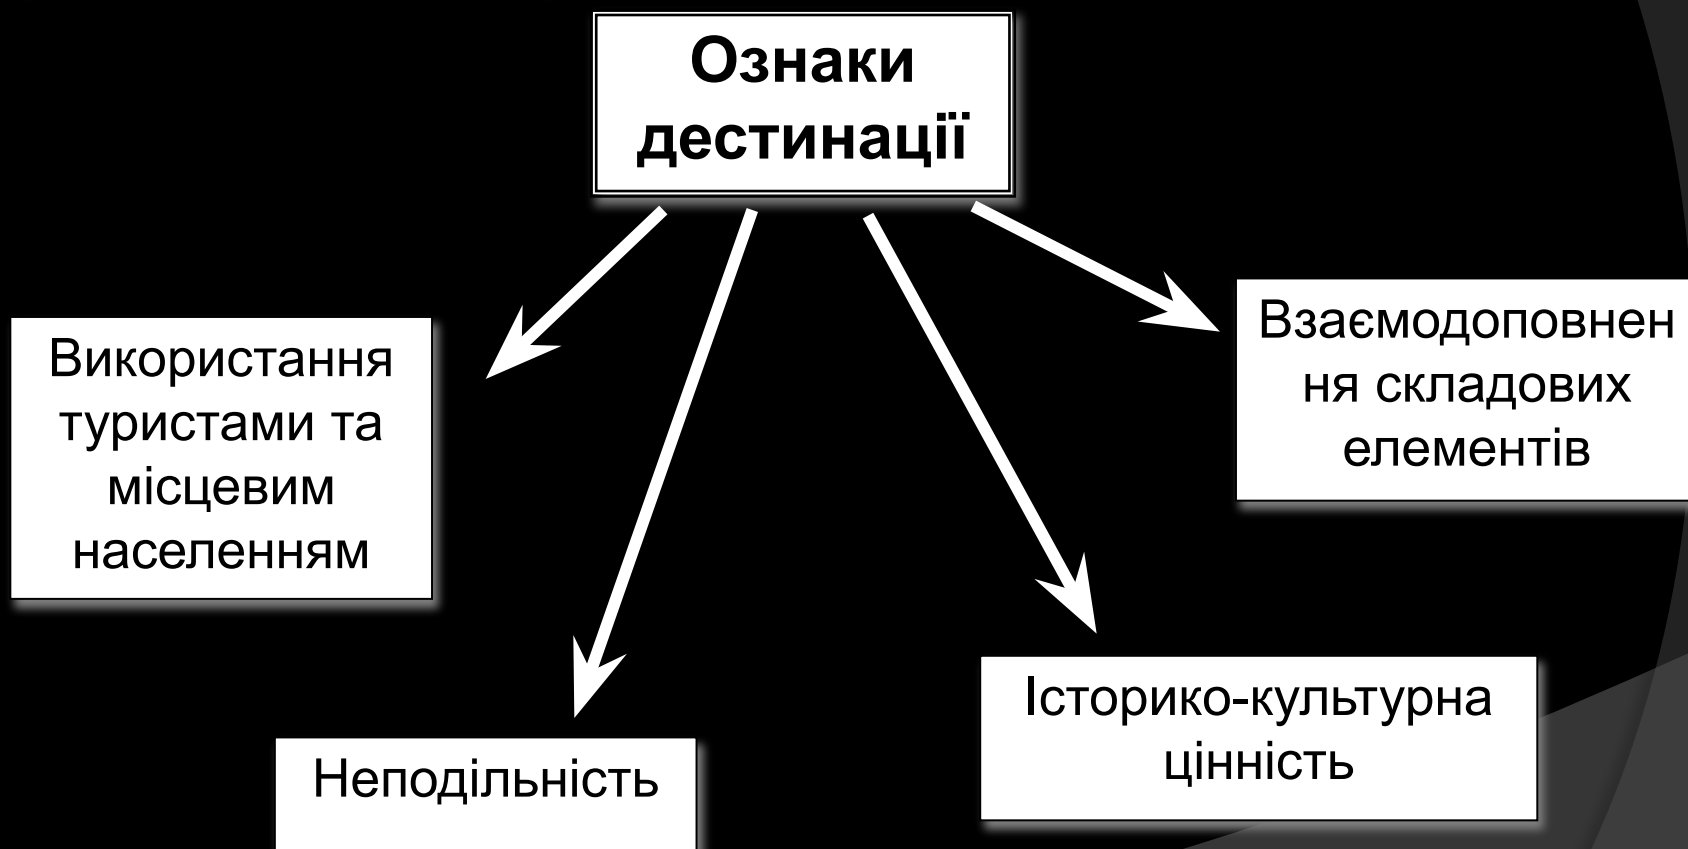 Ознаки
дестинації
Використання
туристами та
місцевим
населенням
Неподільність
Історико-культурна
цінність
Взаємодоповнен
ня складових
елементів